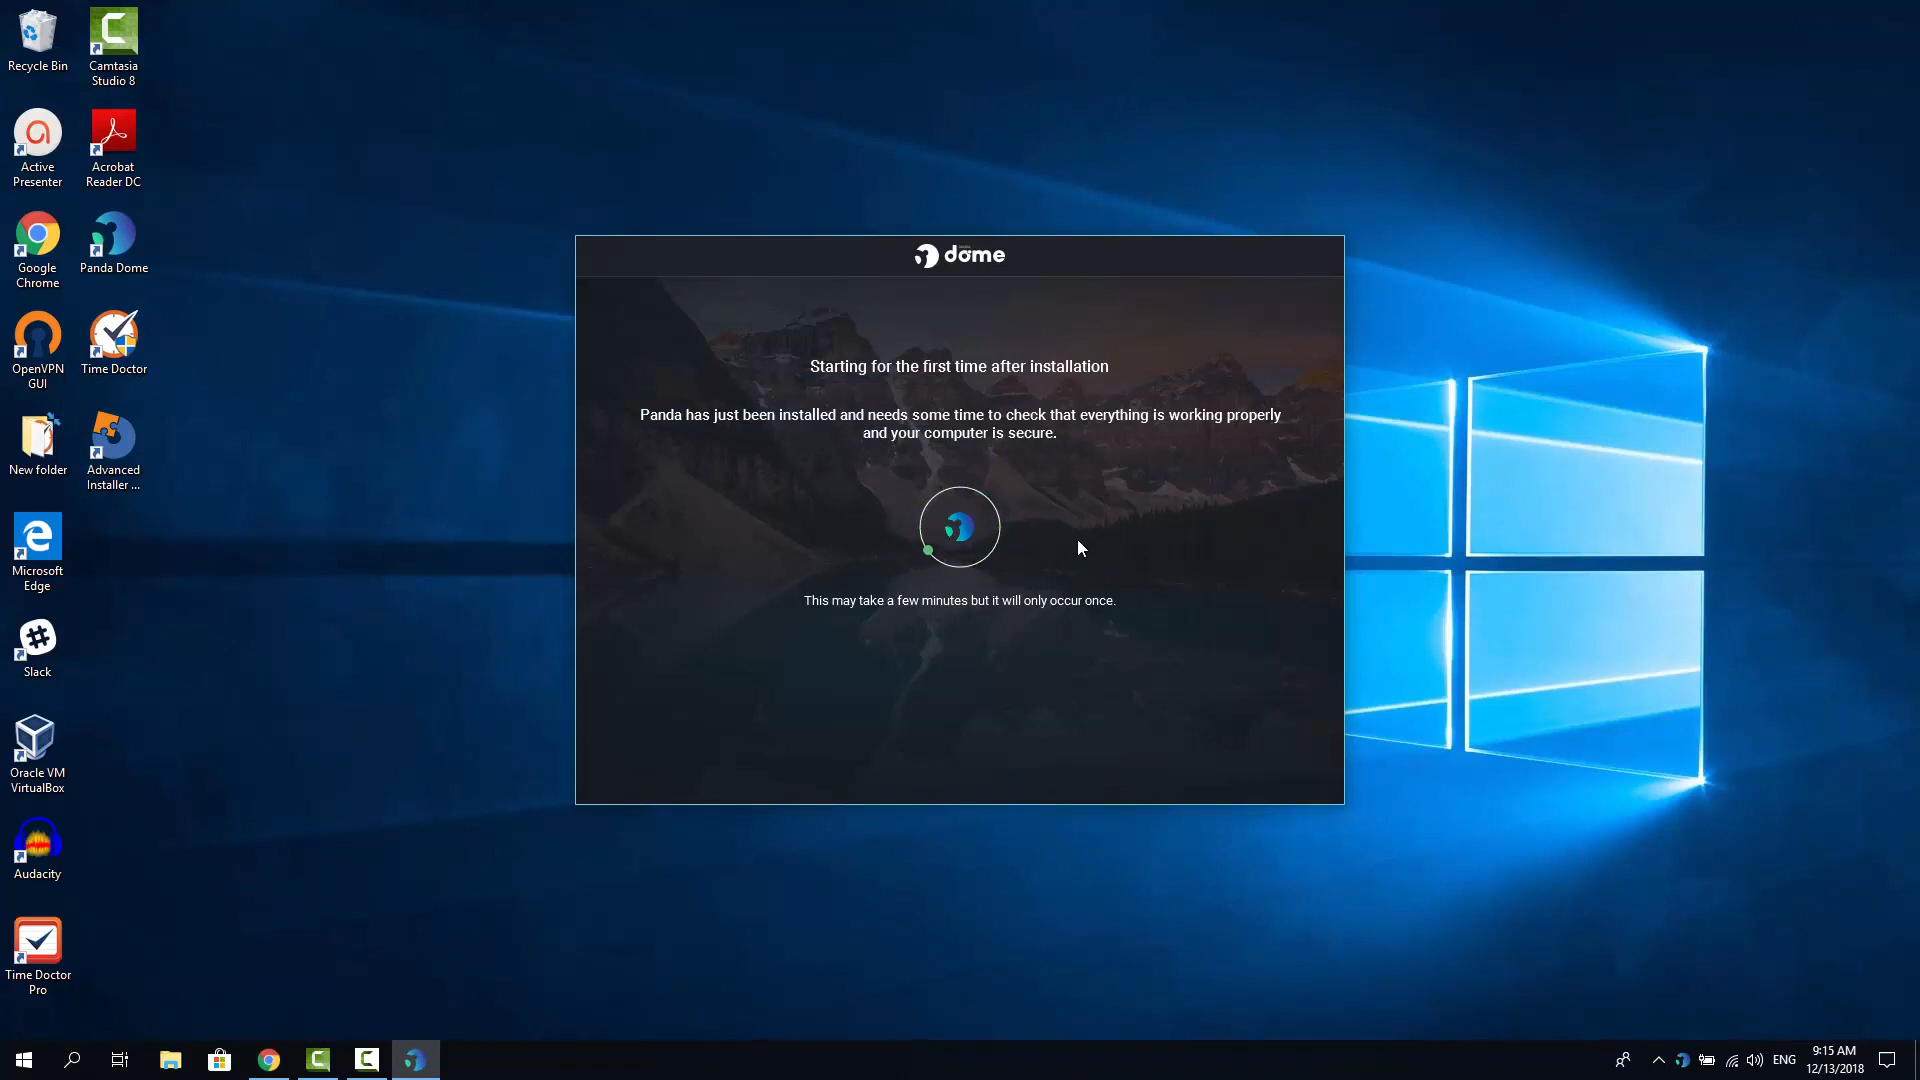 Recycle Bin
Camtasia
Studio 8
Active
Presenter
Acrobat
Reader DC
Google
Chrome
Panda Dome
OpenVPN
GUI
Time Doctor
New folder
Advanced
Installer ...
Microsoft
Edge
Slack
Oracle VM
VirtualBox
Audacity
Time Doctor
Pro
dome
Starting for the first time after installation
Panda has just been installed and needs some time to check that everything is working properly
and your computer is secure.
This may take a few minutes but it will only occur once.
ENG
9:15 AM
12/13/2018